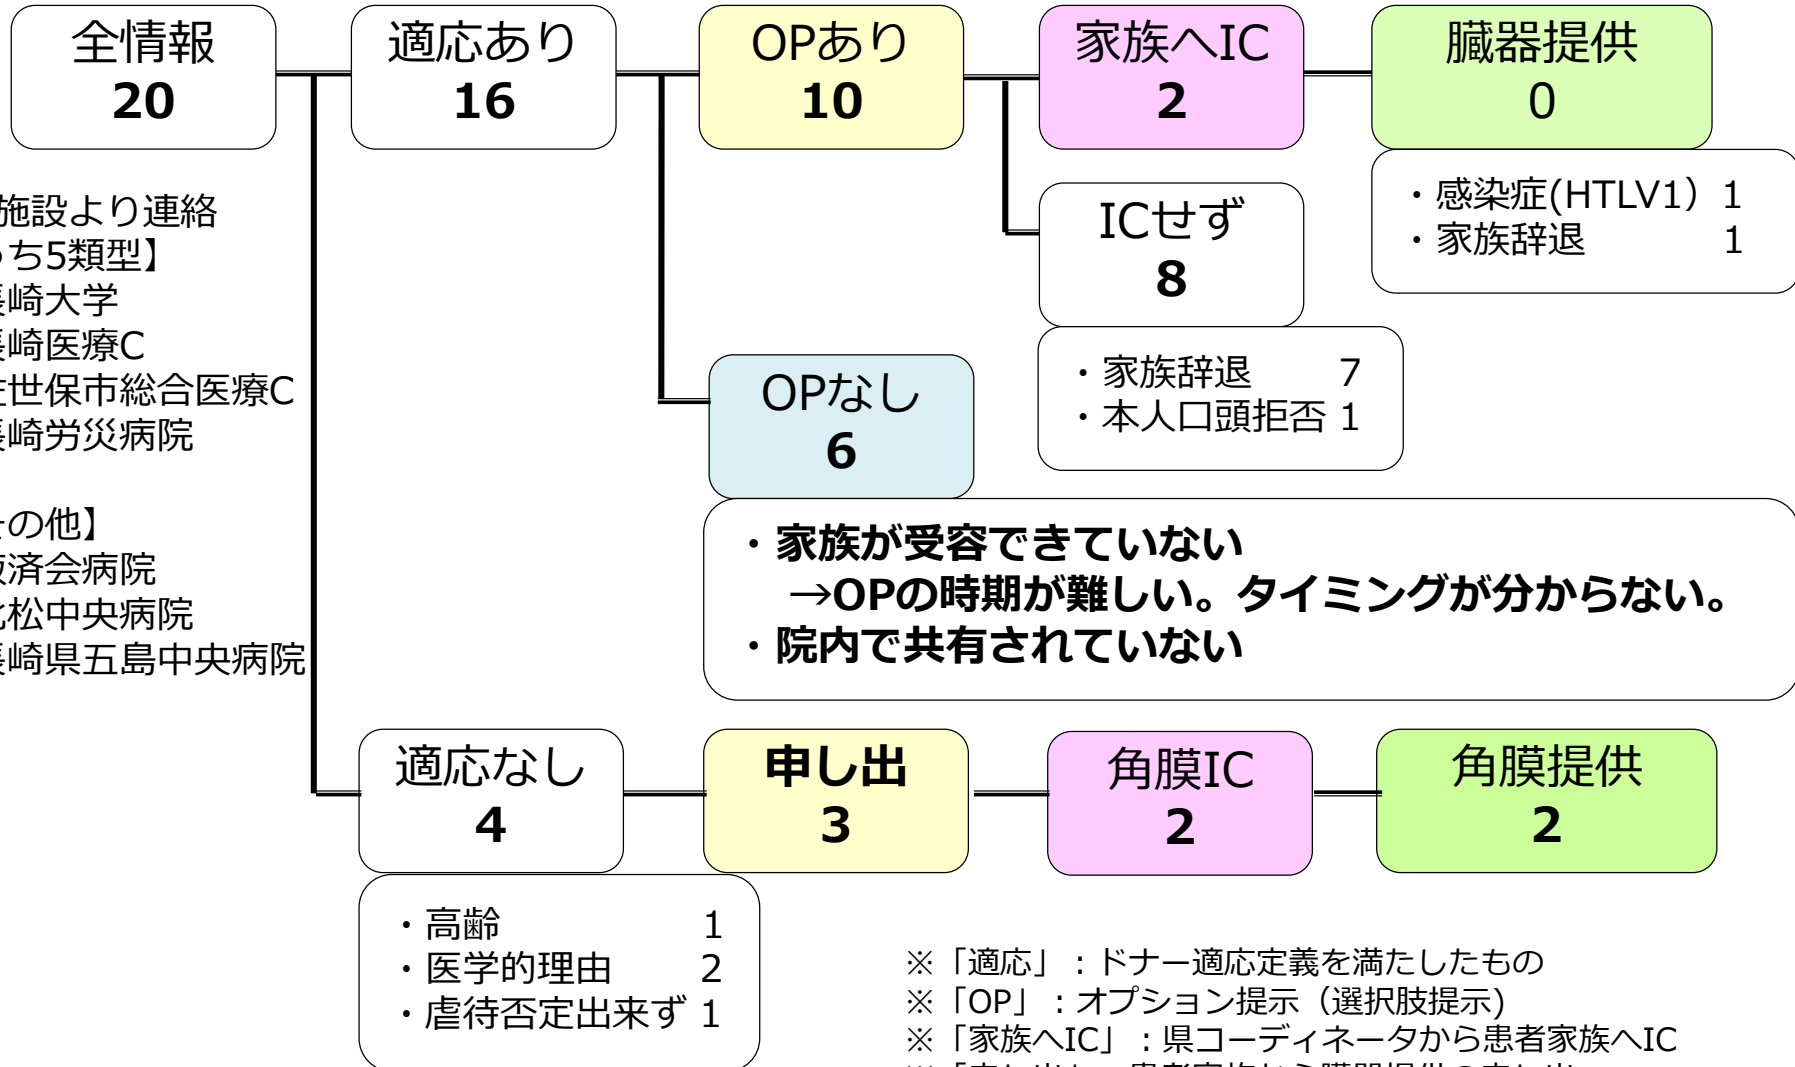 全情報
20
適応あり
16
OPあり
10
家族へIC
2
臓器提供
0
・感染症(HTLV1）1
・家族辞退 1
ICせず
8
・家族辞退 7
・本人口頭拒否 1
施設より連絡
ち5類型】
長崎大学
長崎医療C
佐世保市総合医療C
長崎労災病院
の他】
済会病院
北松中央病院
長崎県五島中央病院
OPなし
6
・家族が受容できていない
→OPの時期が難しい。タイミングが分からない。
・院内で共有されていない
適応なし
4
申し出
3
角膜IC
2
角膜提供
2
・高齢 1
・医学的理由 2
・虐待否定出来ず 1
※「適応」：ドナー適応定義を満たしたもの
※「OP」：オプション提示（選択肢提示)
※「家族へIC」：県コーディネータから患者家族へIC